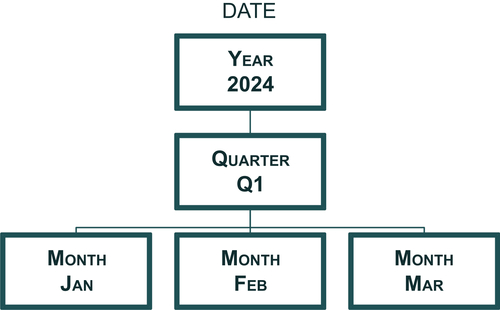 DATE
YEAR
2024
QUARTER
Q1
MONTH
JAN
MONTH
FEB
MONTH
MAR